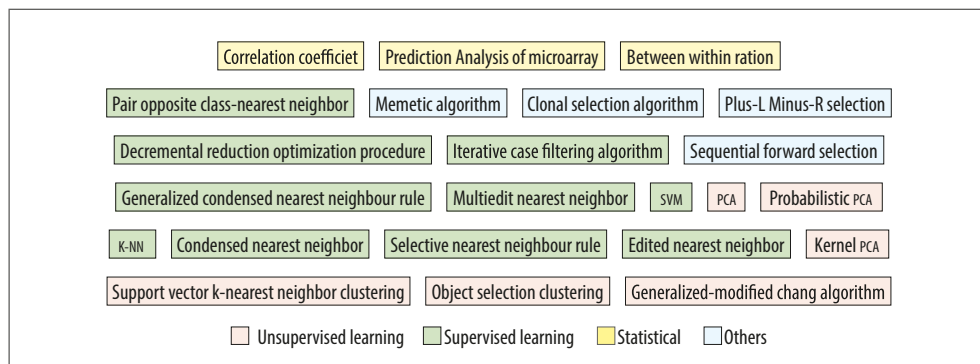 Correlation coefficiet Prediction Analysis of microarray Between within ration
Pair opposite class-nearest neighbor Memetic algorithm Clonal selection algorithm Plus-L Minus-R selection
Decremental reduction optimization procedure Iterative case filtering algorithm Sequential forward selection
Generalized condensed nearest neighbour rule Multiedit nearest neighbor SVM PCA Probabilistic PCA
K-NN Condensed nearest neighbor Selective nearest neighbour rule Edited nearest neighbor Kernel PCA
Support vector k-nearest neighbor clustering Object selection clustering Generalized-modified chang algorithm
Unsupervised learning Supervised learning Statistical Others